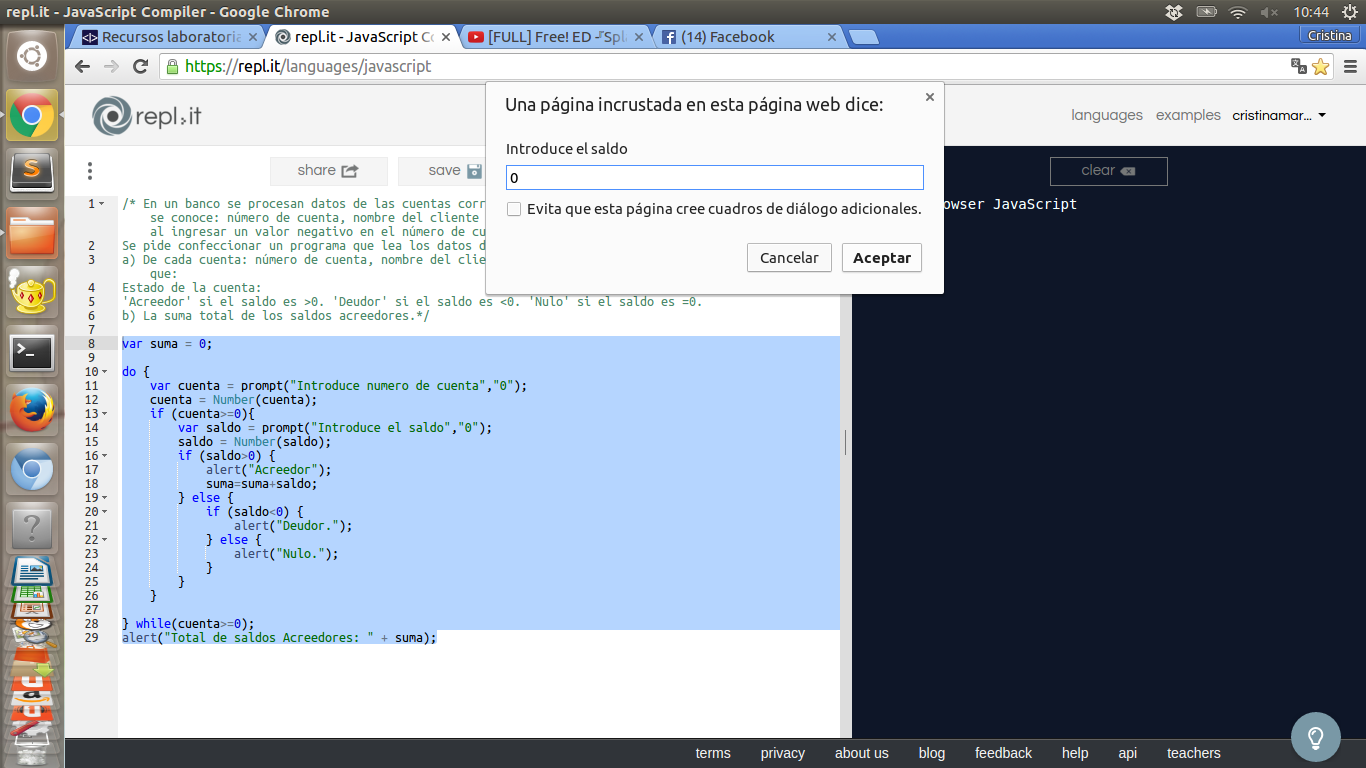 repl.it - JavaScript Compiler - Google Chrome
10:44
Recursos laboratoria
repl.it - JavaScript Co
[FULL] Free! ED -『Spl
(14) Facebook
Cristina
https://repl.it/languages/javascript
repl.it
languages
examples
cristinamar...
share
save
clear
Una página incrustada en esta página web dice:
Introduce el saldo
0
Evita que esta página cree cuadros de diálogo adicionales.
Cancelar
Aceptar
owser JavaScript
1 /* En un banco se procesan datos de las cuentas corr
se conoce: número de cuenta, nombre del cliente
al ingresar un valor negativo en el número de cu
2 Se pide confeccionar un programa que lea los datos d
3 a) De cada cuenta: número de cuenta, nombre del clie
que:
4 Estado de la cuenta:
5 'Acreedor' si el saldo es >0. 'Deudor' si el saldo es <0. 'Nulo' si el saldo es =0.
6 b) La suma total de los saldos acreedores.*/
7
8 var suma = 0;
9
10 do {
11 var cuenta = prompt("Introduce numero de cuenta","0");
12 cuenta = Number(cuenta);
13 if (cuenta>=0){
14 var saldo = prompt("Introduce el saldo","0");
15 saldo = Number(saldo);
16 if (saldo>0) {
17 alert("Acreedor");
18 suma=suma+saldo;
19 } else {
20 if (saldo<0) {
21 alert("Deudor.");
22 } else {
23 alert("Nulo.");
24 }
25 }
26 }
27
28 } while(cuenta>=0);
29 alert("Total de saldos Acreedores: " + suma);
terms
privacy
about us
blog
feedback
help
api
teachers